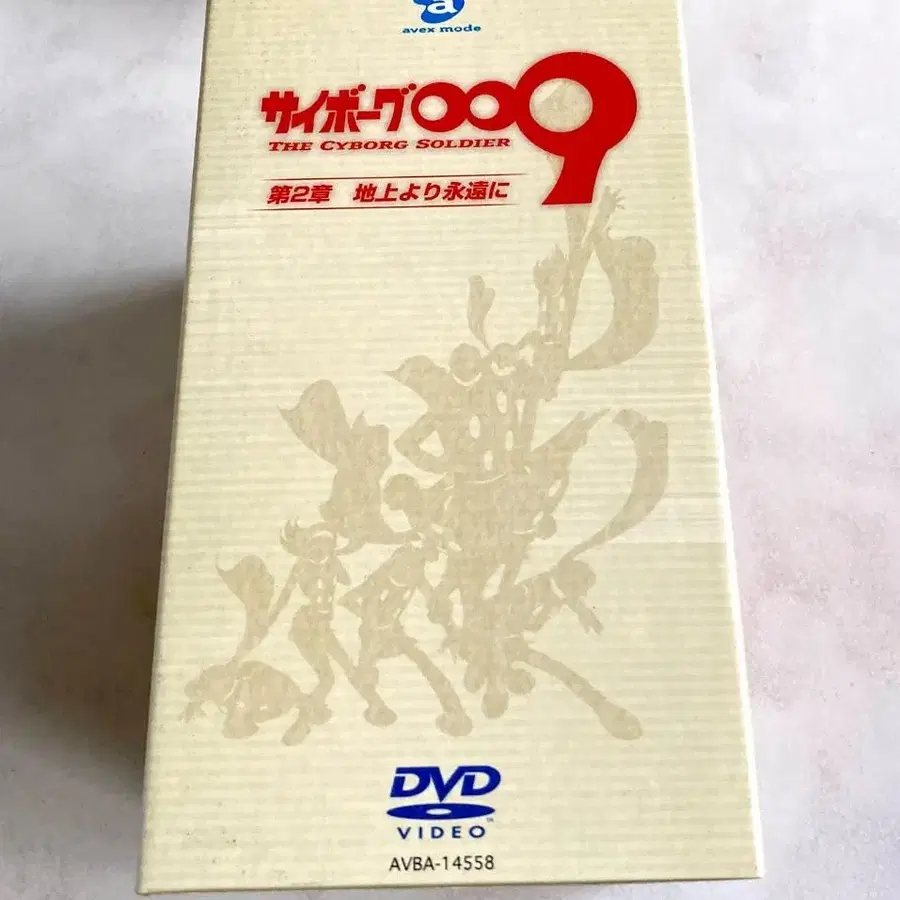 a
avex mode
サイボーグ009
THE CYBORG SOLDIER
第2章 地上より永遠に
DVD
VIDEO™
AVBA-14558